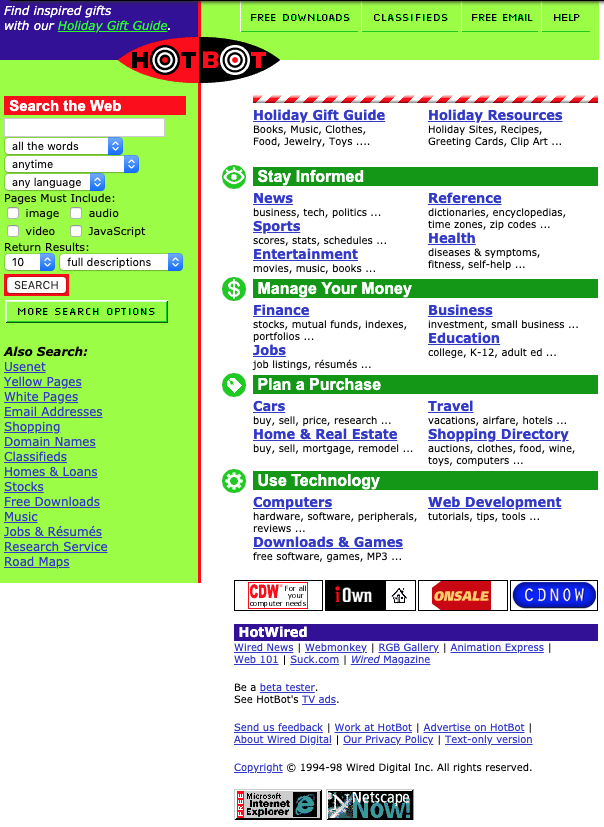 Find inspired gifts
with our Holiday Gift Guide.
FREE DOWNLOADS
CLASSIFIEDS
FREE EMAIL
HELP
HOTBOT
Search the Web
all the words
anytime
any language
Pages Must Include:
image audio
video JavaScript
Return Results:
10 full descriptions
SEARCH
MORE SEARCH OPTIONS
Also Search:
Usenet
Yellow Pages
White Pages
Email Addresses
Shopping
Domain Names
Classifieds
Homes & Loans
Stocks
Free Downloads
Music
Jobs & Résumés
Research Service
Road Maps
Holiday Gift Guide
Books, Music, Clothes,
Food, Jewelry, Toys ....
Holiday Resources
Holiday Sites, Recipes,
Greeting Cards, Clip Art ...
Stay Informed
News
business, tech, politics ...
Sports
scores, stats, schedules ...
Entertainment
movies, music, books ...
Reference
dictionaries, encyclopedias,
time zones, zip codes ...
Health
diseases & symptoms,
fitness, self-help ...
$
Manage Your Money
Finance
stocks, mutual funds, indexes,
portfolios ...
Jobs
job listings, résumés ...
Business
investment, small business ...
Education
college, K-12, adult ed ...
Plan a Purchase
Cars
buy, sell, price, research ...
Home & Real Estate
buy, sell, mortgage, remodel ...
Travel
vacations, airfare, hotels ...
Shopping Directory
auctions, clothes, food, wine,
toys, computers ...
Use Technology
Computers
hardware, software, peripherals,
reviews ...
Downloads & Games
free software, games, MP3 ...
Web Development
tutorials, tips, tools ...
CDW For all
your
computer needs
iOwn
ONSALE
CDNOW
HotWired
Wired News | Webmonkey | RGB Gallery | Animation Express |
Web 101 | Suck.com | Wired Magazine
Be a beta tester.
See HotBot's TV ads.
Send us feedback | Work at HotBot | Advertise on HotBot |
About Wired Digital | Our Privacy Policy | Text-only version
Copyright © 1994-98 Wired Digital Inc. All rights reserved.
FREE Microsoft
Internet
Explorer
Netscape
Now!